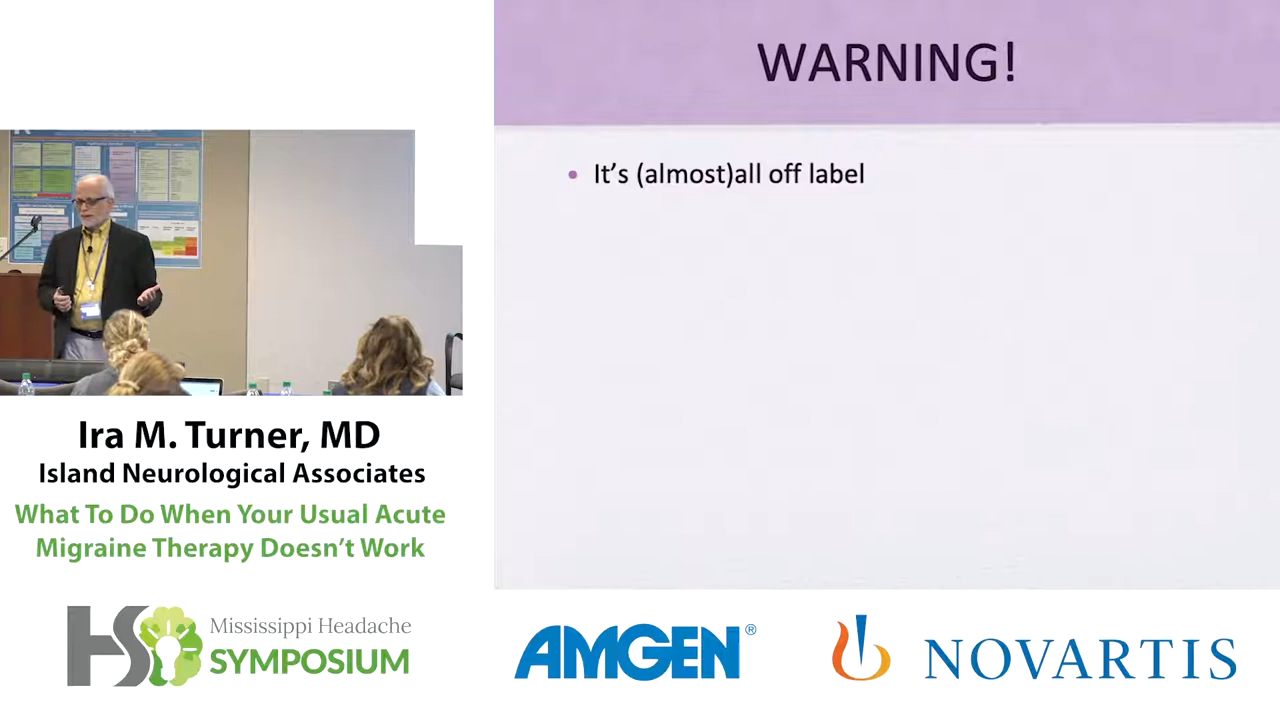 WARNING!
• It's (almost)all off label
Ira M. Turner, MD
Island Neurological Associates
What To Do When Your Usual Acute
Migraine Therapy Doesn't Work
HS
Mississippi Headache
SYMPOSIUM
AMGEN®
NOVARTIS